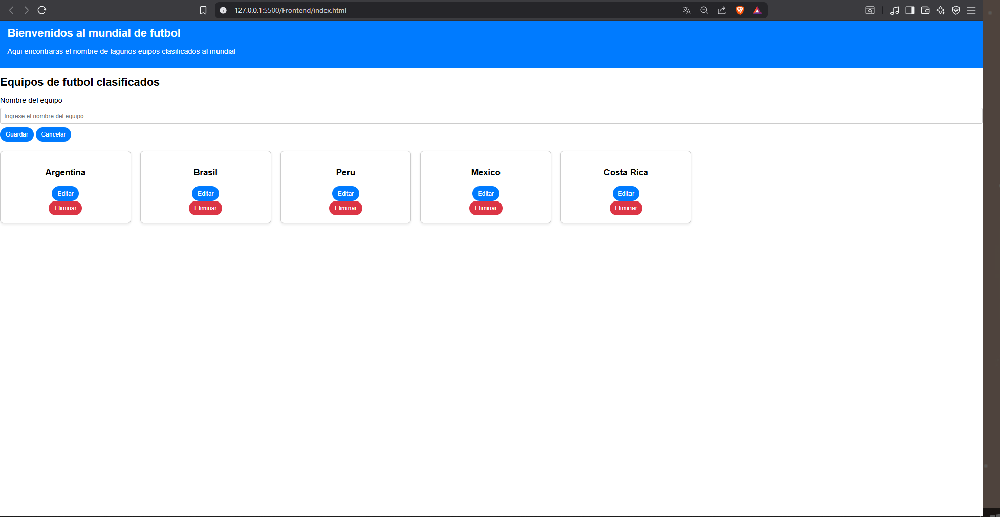 127.0.0.1:5500/Frontend/index.html
Bienvenidos al mundial de futbol
Aqui encontraras el nombre de lagunos euipos clasificados al mundial
Equipos de futbol clasificados
Nombre del equipo
Ingrese el nombre del equipo
Guardar Cancelar
Argentina Brasil Peru Mexico Costa Rica
Editar Editar Editar Editar Editar
Eliminar Eliminar Eliminar Eliminar Eliminar